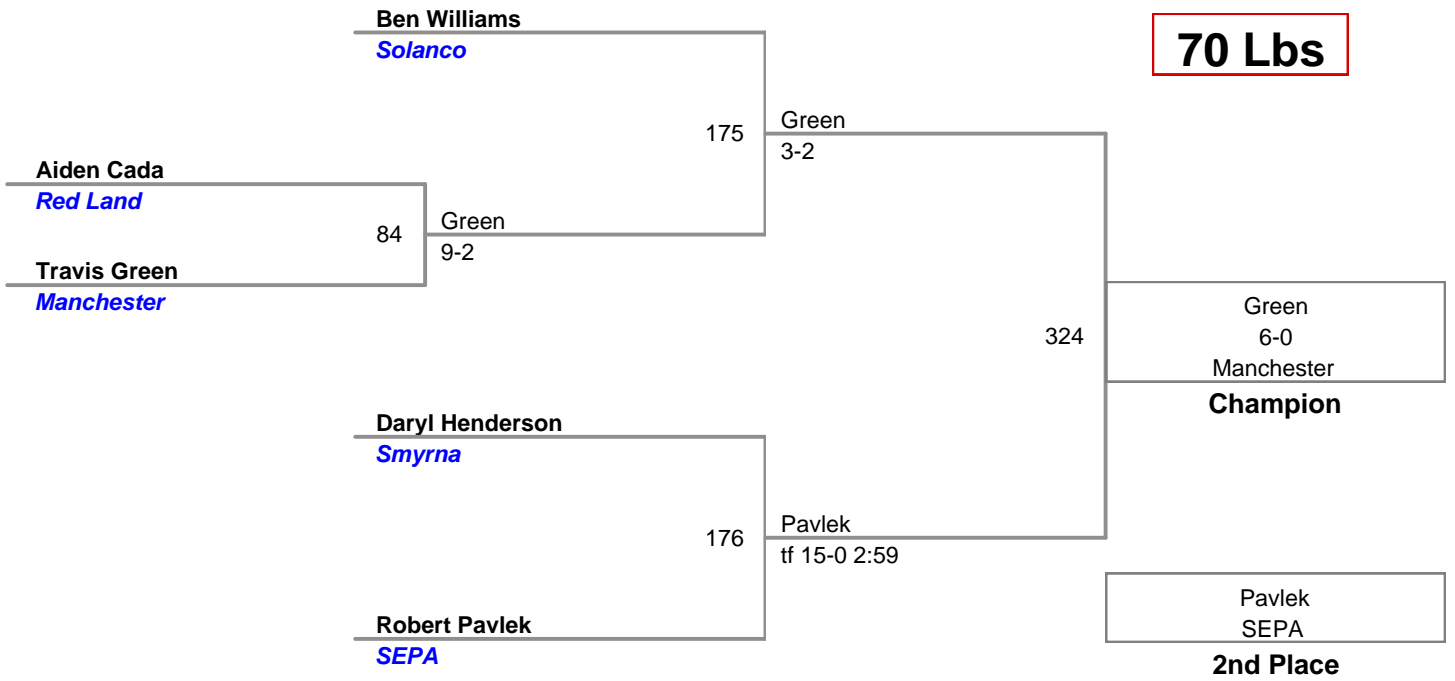 Ben Williams
Solanco
70 Lbs
175
Green
3-2
Aiden Cada
Red Land
84
Green
9-2
Travis Green
Manchester
324
Green
6-0
Manchester
Champion
Daryl Henderson
Smyrna
176
Pavlek
tf 15-0 2:59
Robert Pavlek
SEPA
Pavlek
SEPA
2nd Place